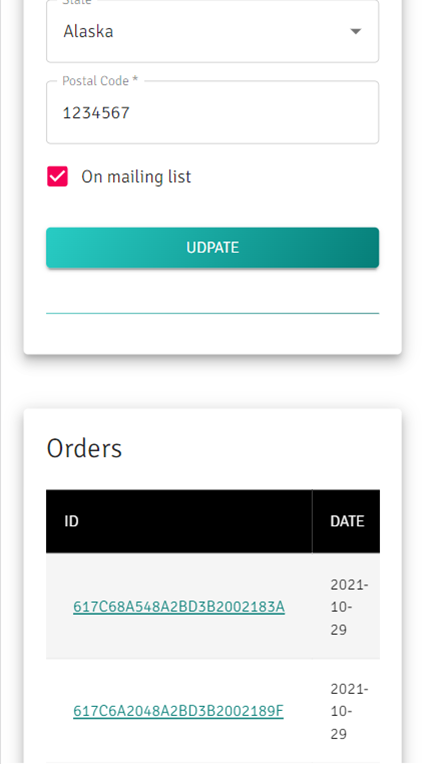 State
Alaska
Postal Code *
1234567
On mailing list
UDPATE
Orders
ID DATE
617C68A548A2BD3B2002183A
2021-
10-
29
617C6A2048A2BD3B2002189F
2021-
10-
29